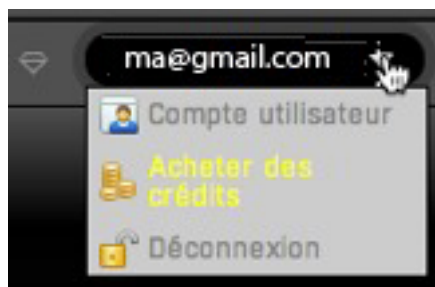 ma@gmail.com
Compte utilisateur
Acheter des
crédits
Déconnexion